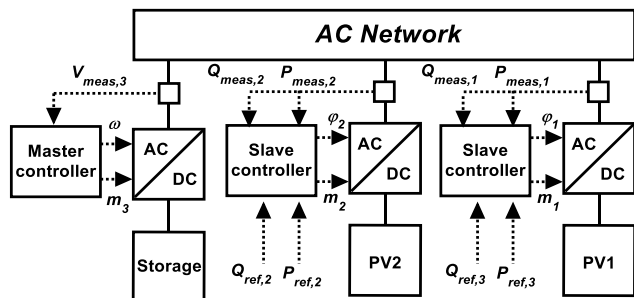 AC Network
V_meas,3
Q_meas,2 P_meas,2
Q_meas,1 P_meas,1
Master controller
ω
m_3
AC
DC
Slave controller
φ_2
m_2
AC
DC
Slave controller
φ_1
m_1
AC
DC
Storage
Q_ref,2 P_ref,2
PV2
Q_ref,3 P_ref,3
PV1